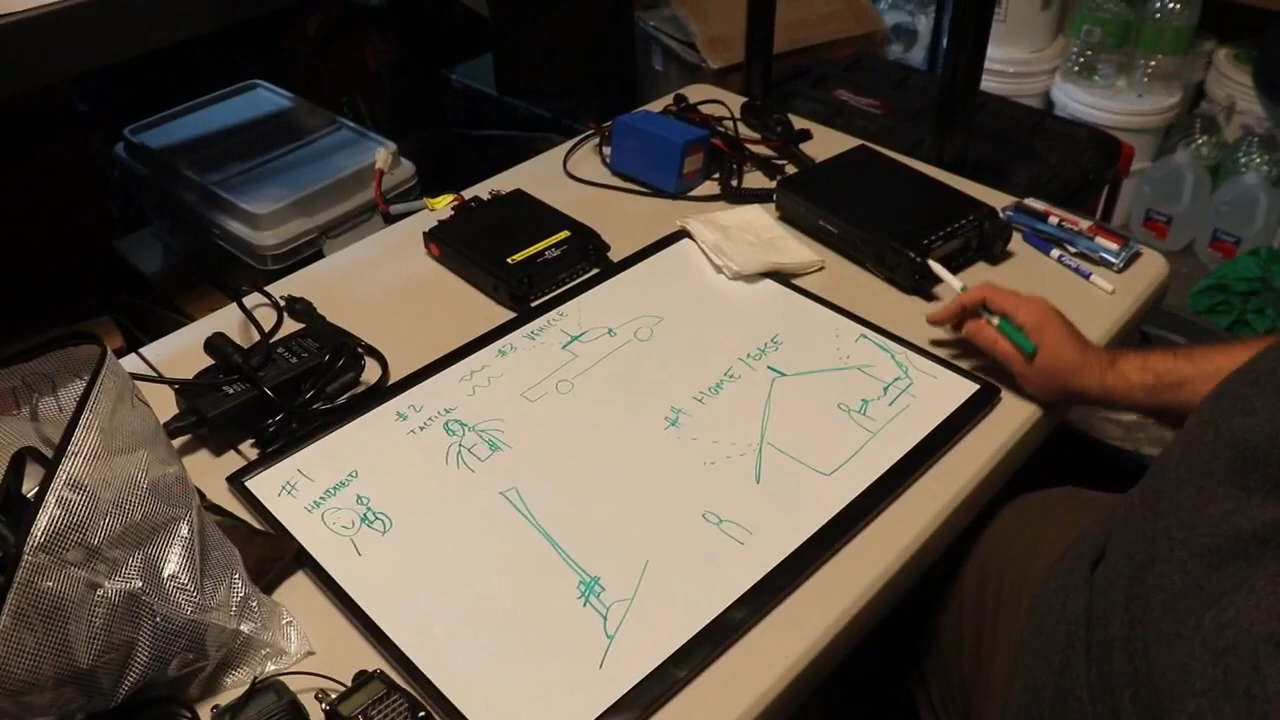 #1
HANDHELD
#2
TACTICAL
#3 VEHICLE
#4 HOME / BASE